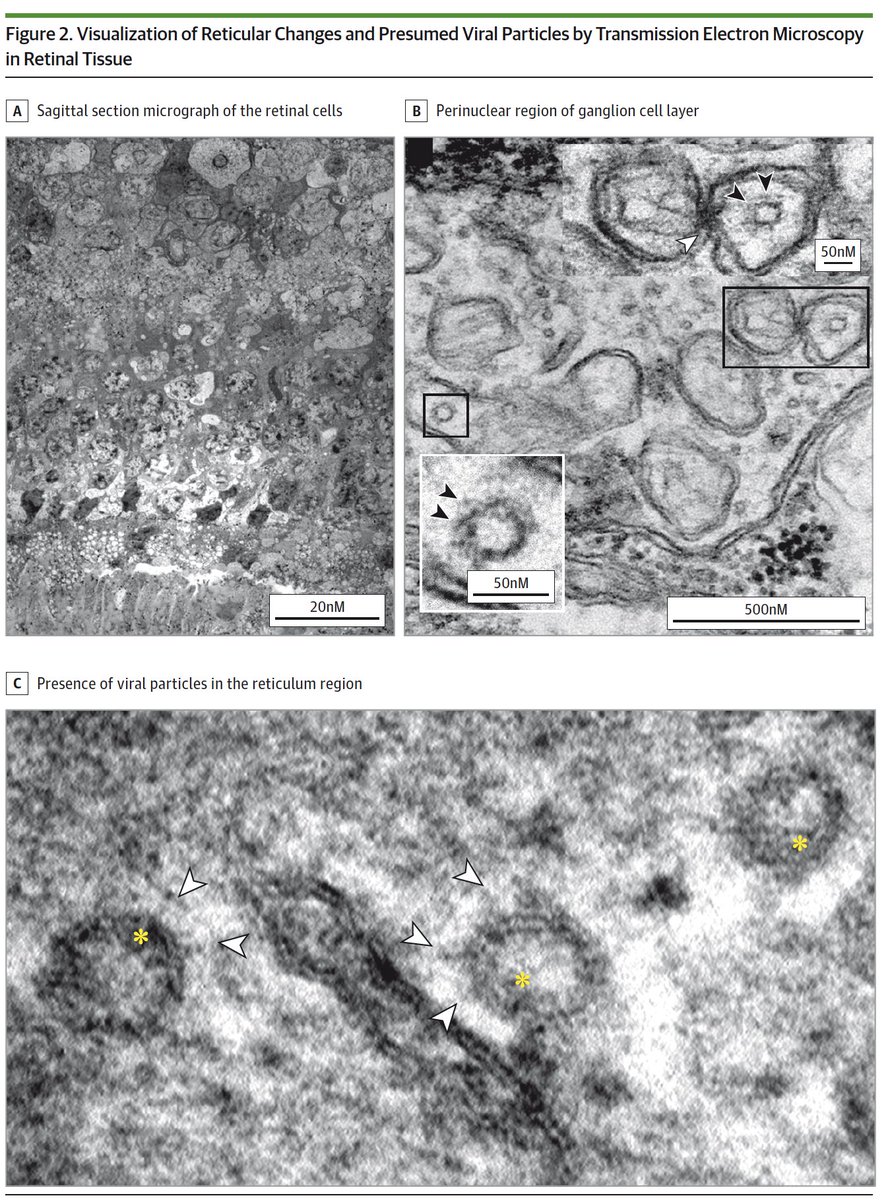 Figure 2. Visualization of Reticular Changes and Presumed Viral Particles by Transmission Electron Microscopy
in Retinal Tissue
A Sagittal section micrograph of the retinal cells
B Perinuclear region of ganglion cell layer
20nM
50nM
50nM
500nM
C Presence of viral particles in the reticulum region
*
*
*